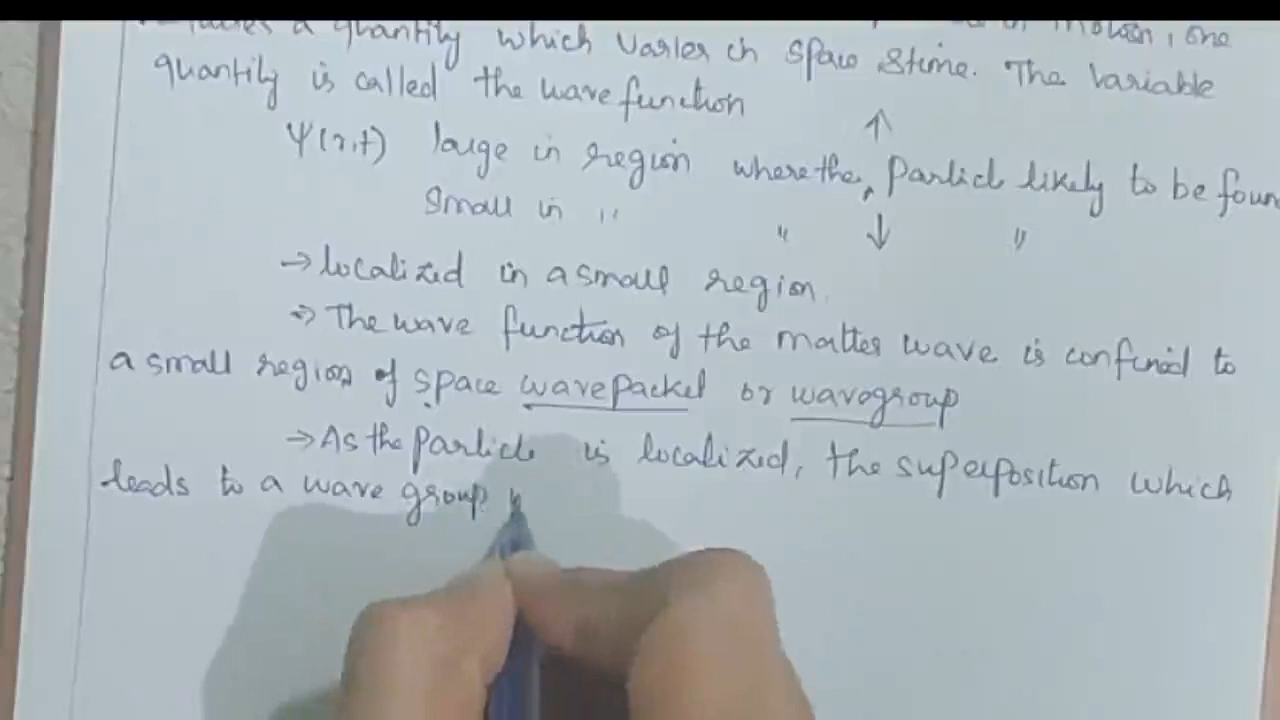 a quantity which varies in space & time. The variable
quantity is called the wave function
↑
Ψ(r,t) large in region where the, particle likely to be foun
small in " " ↓ "
→ localized in a small region.
→ The wave function of the matter wave is confined to
a small region of space wavepacket or wavegroup
→ As the particle is localized, the superposition which
leads to a wave group